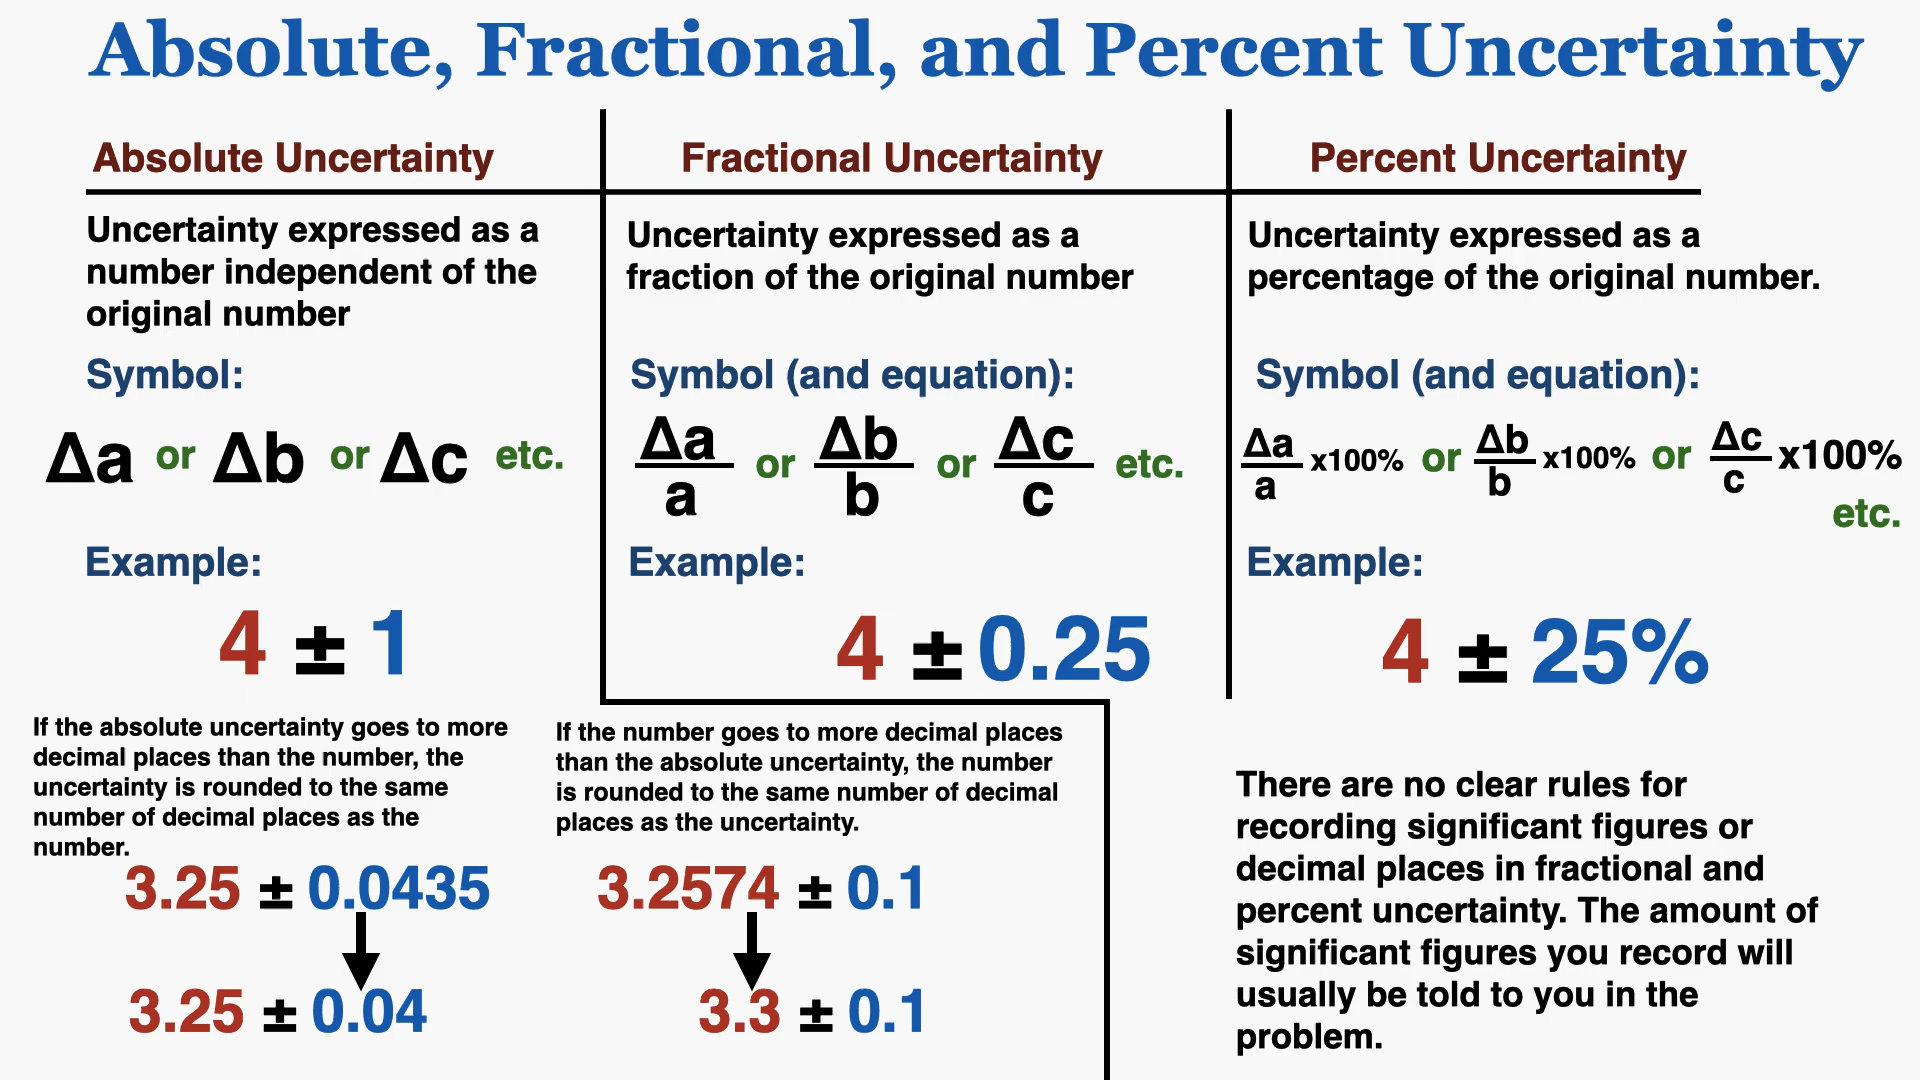 Absolute, Fractional, and Percent Uncertainty
Absolute Uncertainty
Uncertainty expressed as a
number independent of the
original number
Symbol:
Δa or Δb or Δc etc.
Example:
4 ± 1
If the absolute uncertainty goes to more
decimal places than the number, the
uncertainty is rounded to the same
number of decimal places as the
number.
3.25 ± 0.0435
3.25 ± 0.04
Fractional Uncertainty
Uncertainty expressed as a
fraction of the original number
Symbol (and equation):
Δa/a or Δb/b or Δc/c etc.
Example:
4 ± 0.25
If the number goes to more decimal places
than the absolute uncertainty, the number
is rounded to the same number of decimal
places as the uncertainty.
3.2574 ± 0.1
3.3 ± 0.1
Percent Uncertainty
Uncertainty expressed as a
percentage of the original number.
Symbol (and equation):
Δa/a x100% or Δb/b x100% or Δc/c x100%
etc.
Example:
4 ± 25%
There are no clear rules for
recording significant figures or
decimal places in fractional and
percent uncertainty. The amount of
significant figures you record will
usually be told to you in the
problem.